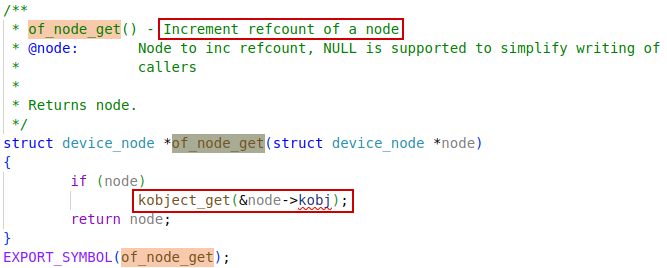 /**
 * of_node_get() - Increment refcount of a node
 * @node:       Node to inc refcount, NULL is supported to simplify writing of
 *              callers
 *
 * Returns node.
 */
struct device_node *of_node_get(struct device_node *node)
{
        if (node)
                kobject_get(&node->kobj);
        return node;
}
EXPORT_SYMBOL(of_node_get);